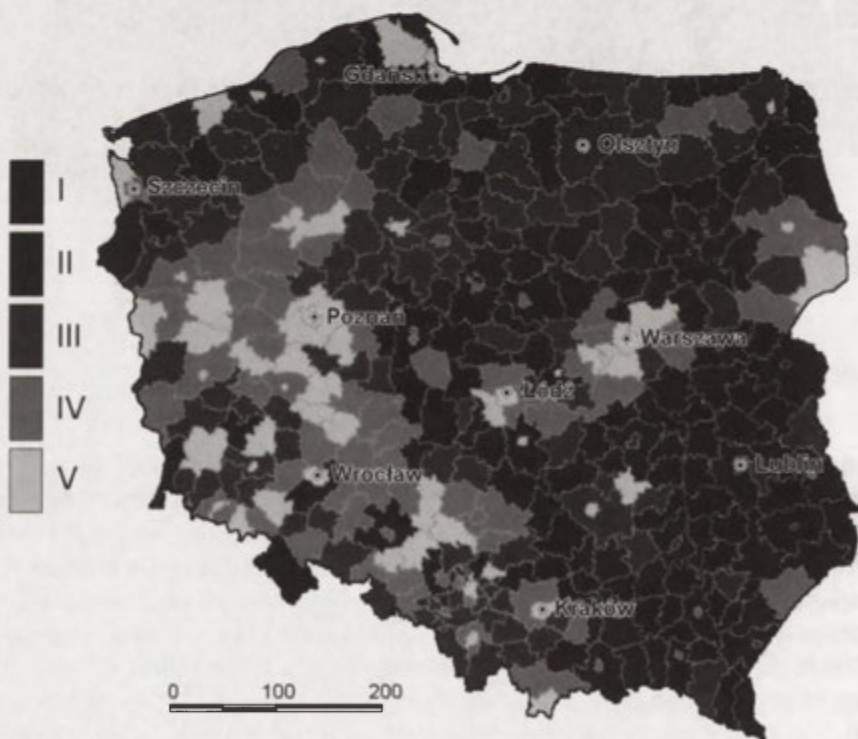 Gdańsk
Olsztyn
Szczecin
I
II
III
IV
V
Poznań
Warszawa
Łódź
Wrocław
Lublin
Kraków
0 100 200